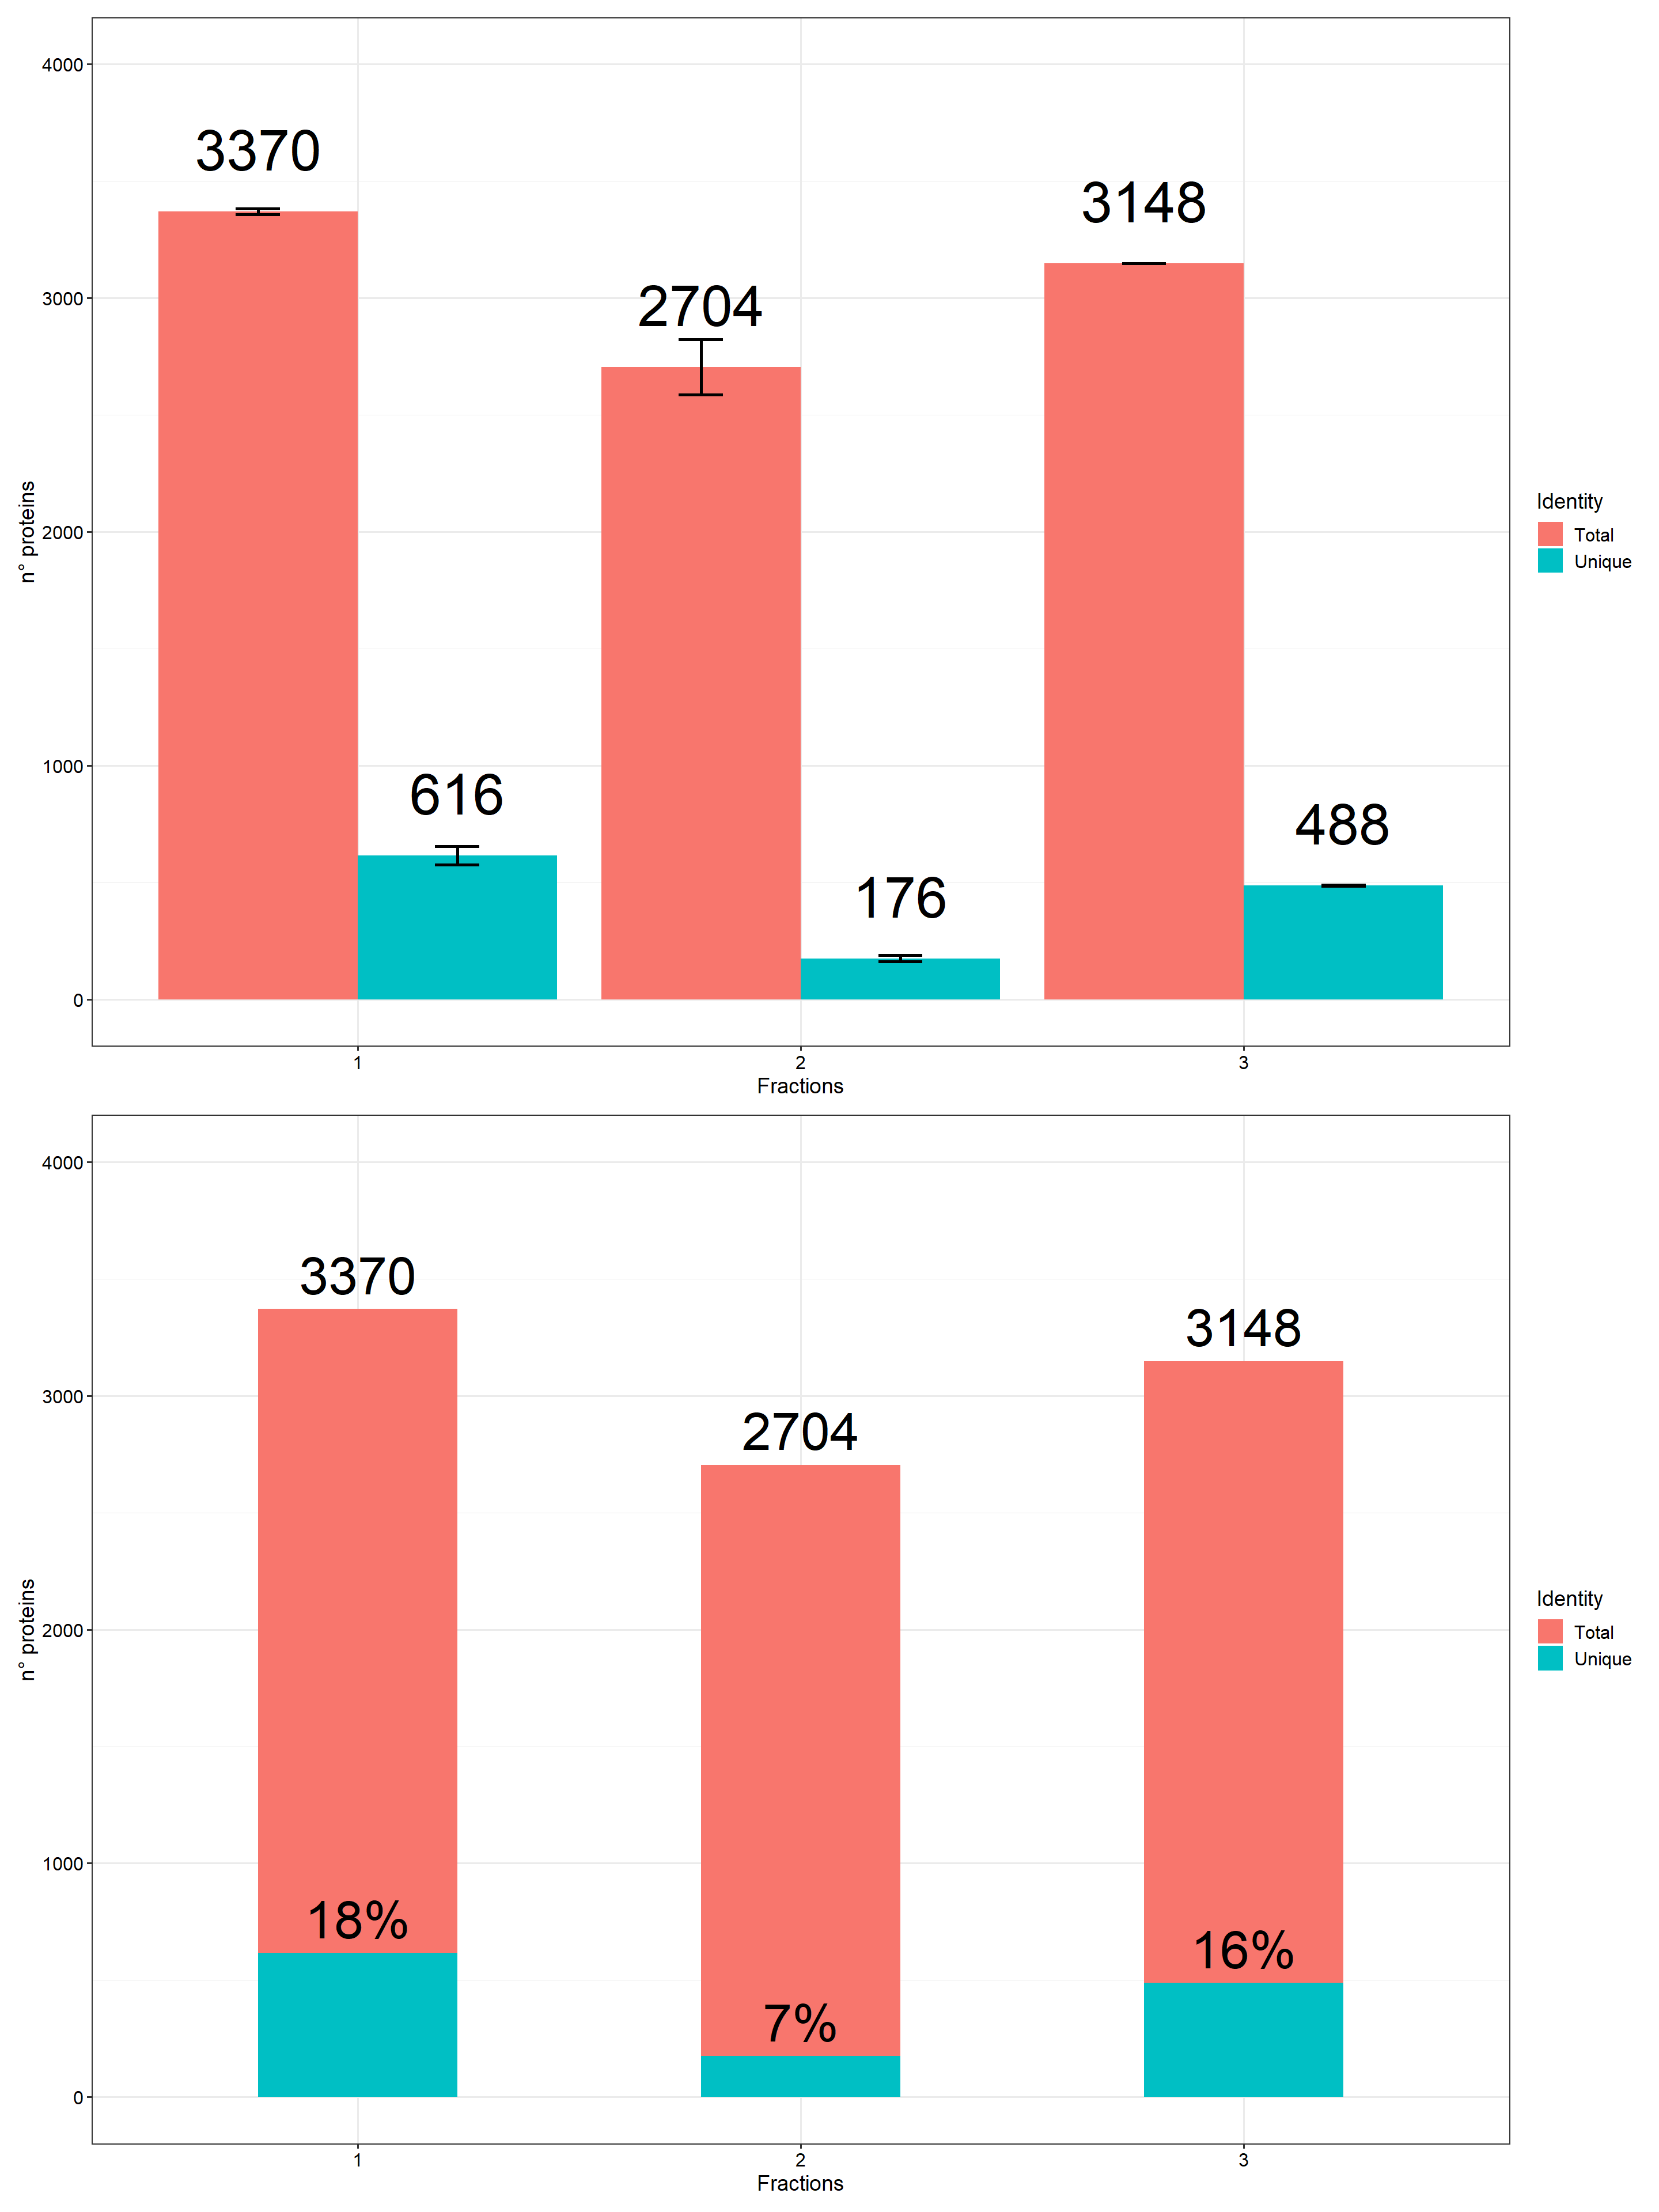 4000
3000
2000
1000
0
n° proteins
3370
616
2704
176
3148
488
1
2
3
Fractions
Identity
Total
Unique
4000
3000
2000
1000
0
n° proteins
3370
18%
2704
7%
3148
16%
1
2
3
Fractions
Identity
Total
Unique